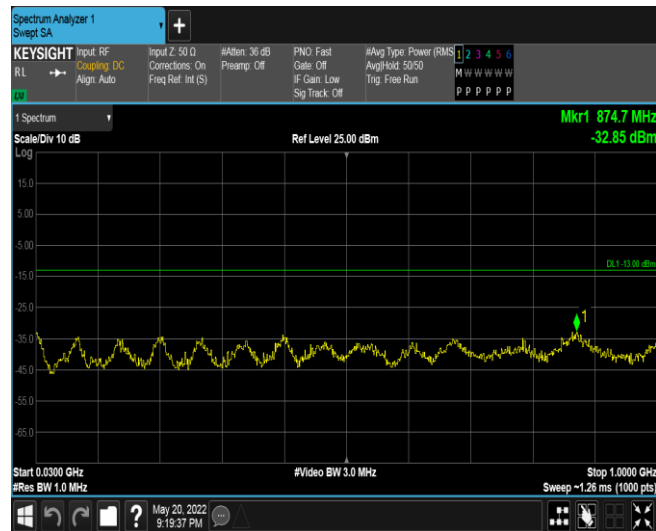 Spectrum Analyzer 1
Swept SA
+
KEYSIGHT
RL
Input: RF
Coupling: DC
Align: Auto
Input Z: 50 Ω
Corrections: On
Freq Ref: Int (S)
#Atten: 36 dB
Preamp: Off
PNO: Fast
Gate: Off
IF Gain: Low
Sig Track: Off
#Avg Type: Power (RMS
Avg|Hold: 50/50
Trig: Free Run
1 2 3 4 5 6
M W W W W W
P P P P P P
1 Spectrum
Mkr1 874.7 MHz
Scale/Div 10 dB
Ref Level 25.00 dBm
-32.85 dBm
Log
15.0
5.00
-5.00
DL1 -13.00 dBm
-15.0
-25.0
1
-35.0
-45.0
-55.0
-65.0
Start 0.0300 GHz
#Video BW 3.0 MHz
Stop 1.0000 GHz
#Res BW 1.0 MHz
Sweep ~1.26 ms (1000 pts)
?
May 20, 2022
9:19:37 PM